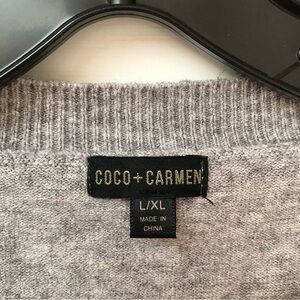 COCO + CARMEN
L/XL
MADE IN
CHINA